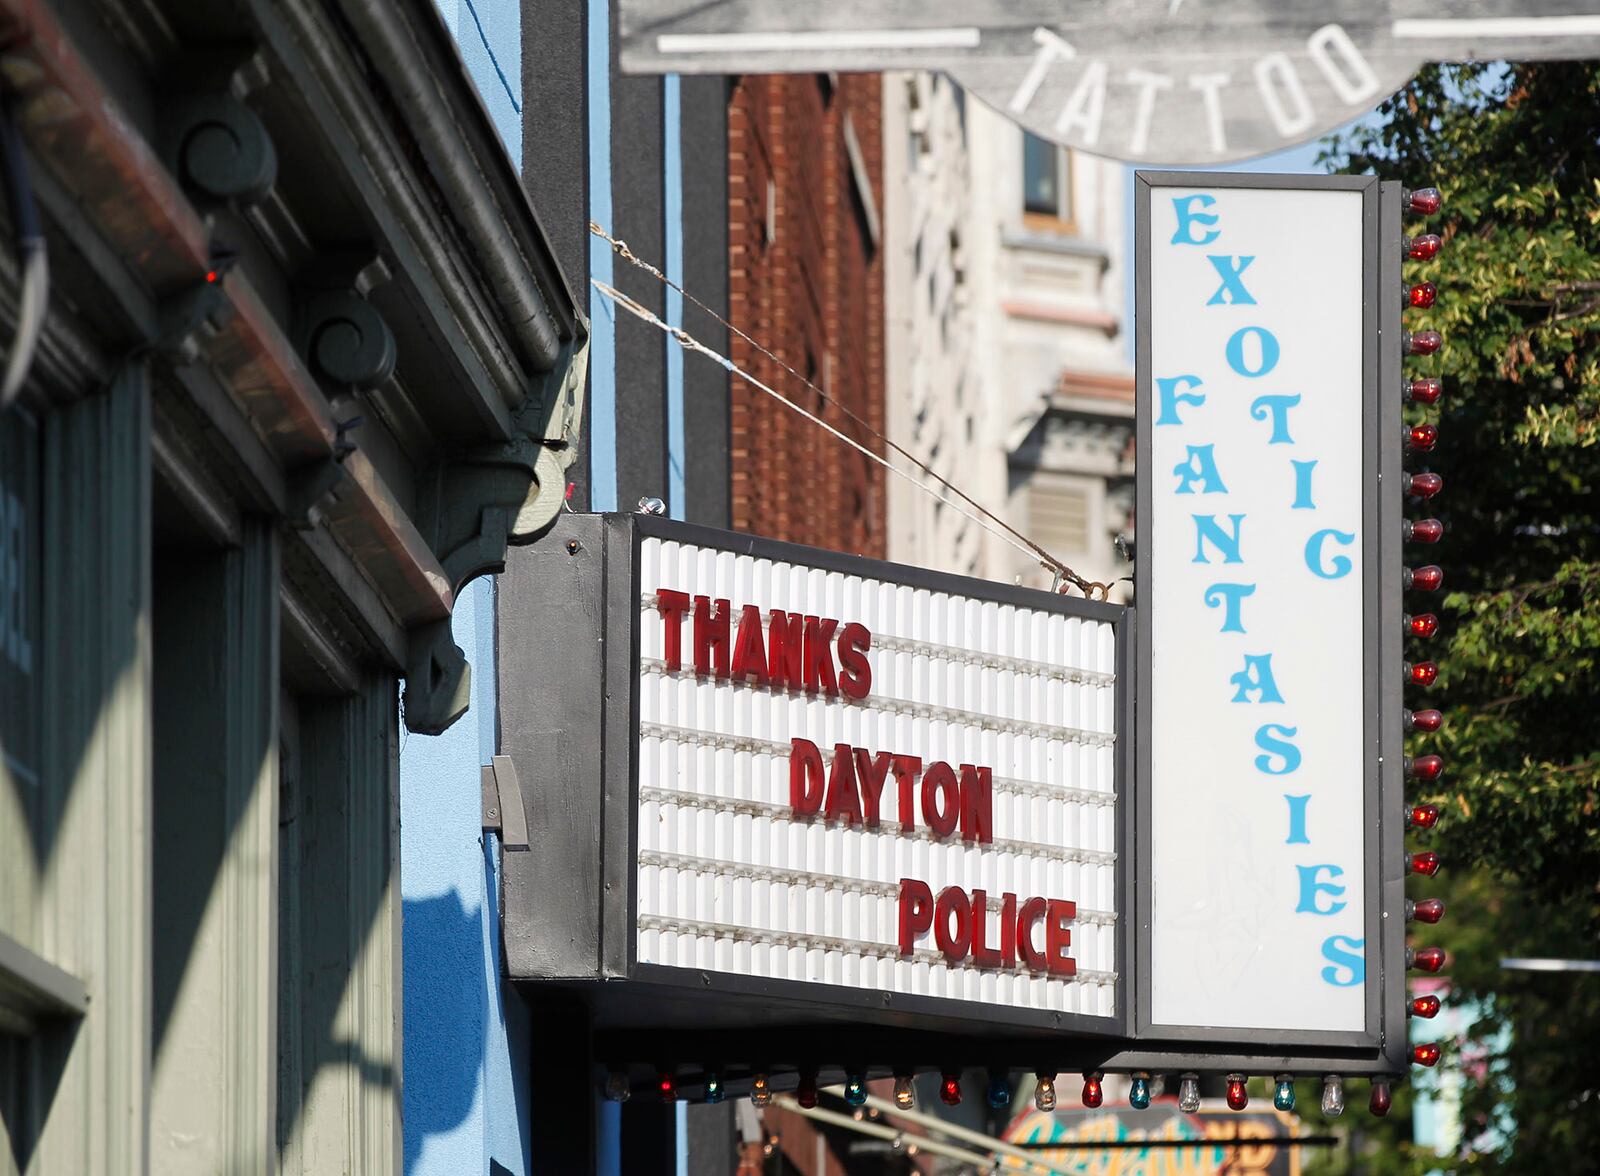 TATTOO
EXOTIC
FANTASIES
THANKS
DAYTON
POLICE